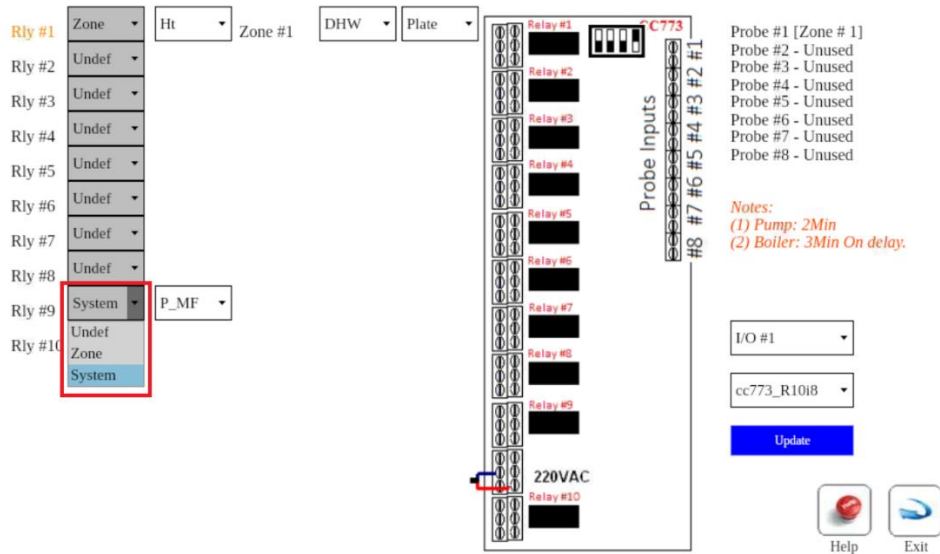 Rly #1 Zone Ht Zone #1 DHW Plate
Rly #2 Undef
Rly #3 Undef
Rly #4 Undef
Rly #5 Undef
Rly #6 Undef
Rly #7 Undef
Rly #8 Undef
Rly #9 System P_MF
Undef
Rly #10
Zone
System
Relay #1
CC773
Relay #2
Relay #3
Relay #4
Relay #5
Relay #6
Relay #7
Relay #8
Relay #9
220VAC
Relay #10
Probe Inputs
#8 #7 #6 #5 #4 #3 #2 #1
Probe #1 [Zone # 1]
Probe #2 - Unused
Probe #3 - Unused
Probe #4 - Unused
Probe #5 - Unused
Probe #6 - Unused
Probe #7 - Unused
Probe #8 - Unused
Notes:
(1) Pump: 2Min
(2) Boiler: 3Min On delay.
I/O #1
cc773_R10i8
Update
Help
Exit